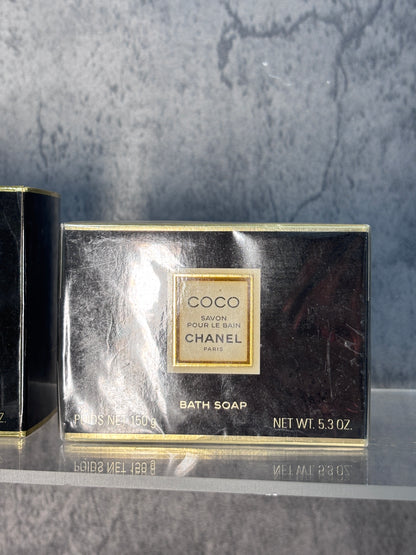 COCO
SAVON
POUR LE BAIN
CHANEL
PARIS
BATH SOAP
POIDS NET 150 g
NET WT. 5.3 OZ.
Z.